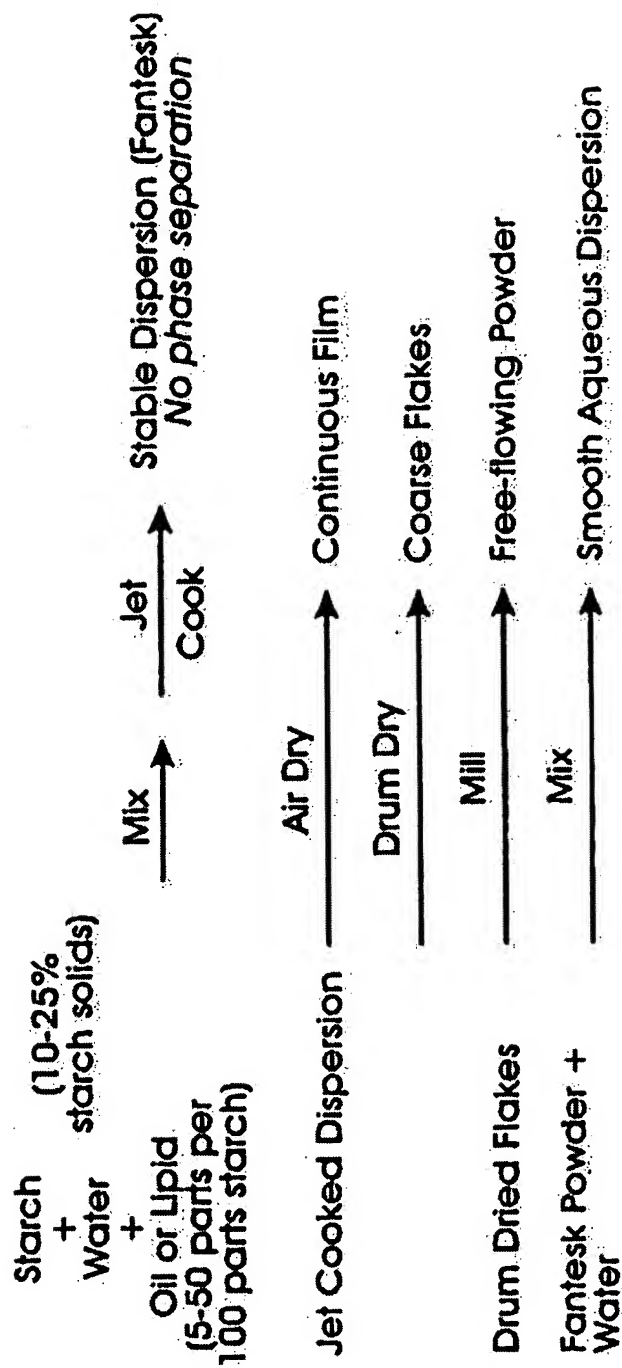 Starch
+
Water
+
Oil or Lipid
(5-50 parts per
100 parts starch)
(10-25%
starch solids)
Mix
Jet
Cook
Stable Dispersion (Fantesk)
No phase separation
Jet Cooked Dispersion
Air Dry
Continuous Film
Drum Dry
Coarse Flakes
Drum Dried Flakes
Mill
Free-flowing Powder
Fantesk Powder +
Water
Mix
Smooth Aqueous Dispersion